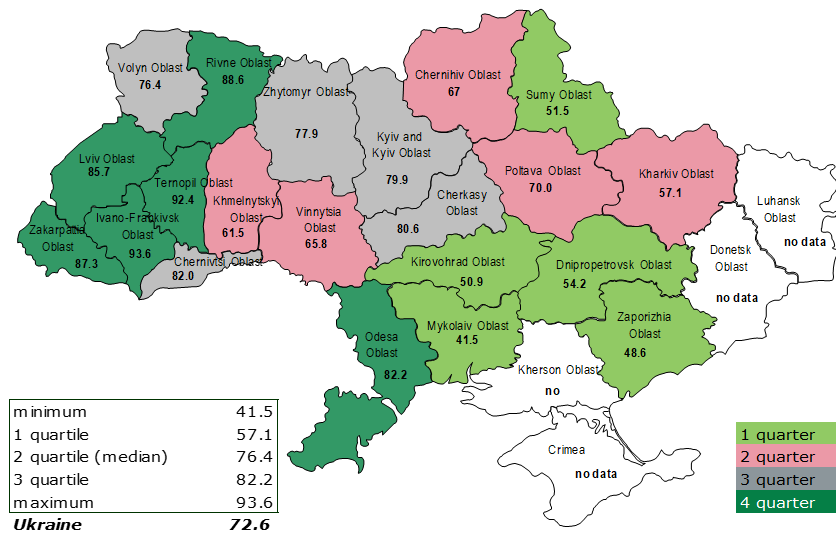 Volyn Oblast
76.4
Rivne Oblast
88.6
Zhytomyr Oblast
77.9
Kyiv and
Kyiv Oblast
79.9
Chernihiv Oblast
67
Sumy Oblast
51.5
Lviv Oblast
85.7
Ternopil Oblast
92.4
Khmelnytskyi
Oblast
61.5
Vinnytsia
Oblast
65.8
Cherkasy
Oblast
80.6
Poltava Oblast
70.0
Kharkiv Oblast
57.1
Luhansk
Oblast
no data
Zakarpattia
Oblast
87.3
Ivano-Frankivsk
Oblast
93.6
Chernivtsi Oblast
82.0
Kirovohrad Oblast
50.9
Dnipropetrovsk Oblast
54.2
Donetsk
Oblast
no data
Odesa
Oblast
82.2
Mykolaiv Oblast
41.5
Zaporizhia
Oblast
48.6
Kherson Oblast
no
Crimea
no data
minimum 41.5
1 quartile 57.1
2 quartile (median) 76.4
3 quartile 82.2
maximum 93.6
Ukraine 72.6
1 quarter
2 quarter
3 quarter
4 quarter